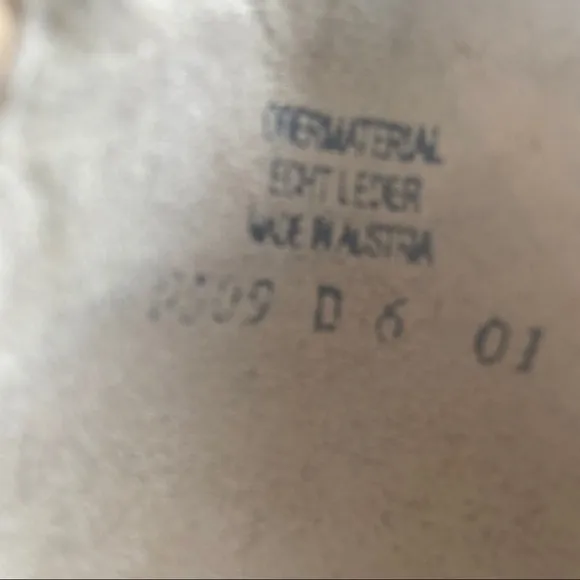 OBERMATERIAL
ECHT LEDER
MADE IN AUSTRIA
D 6 01